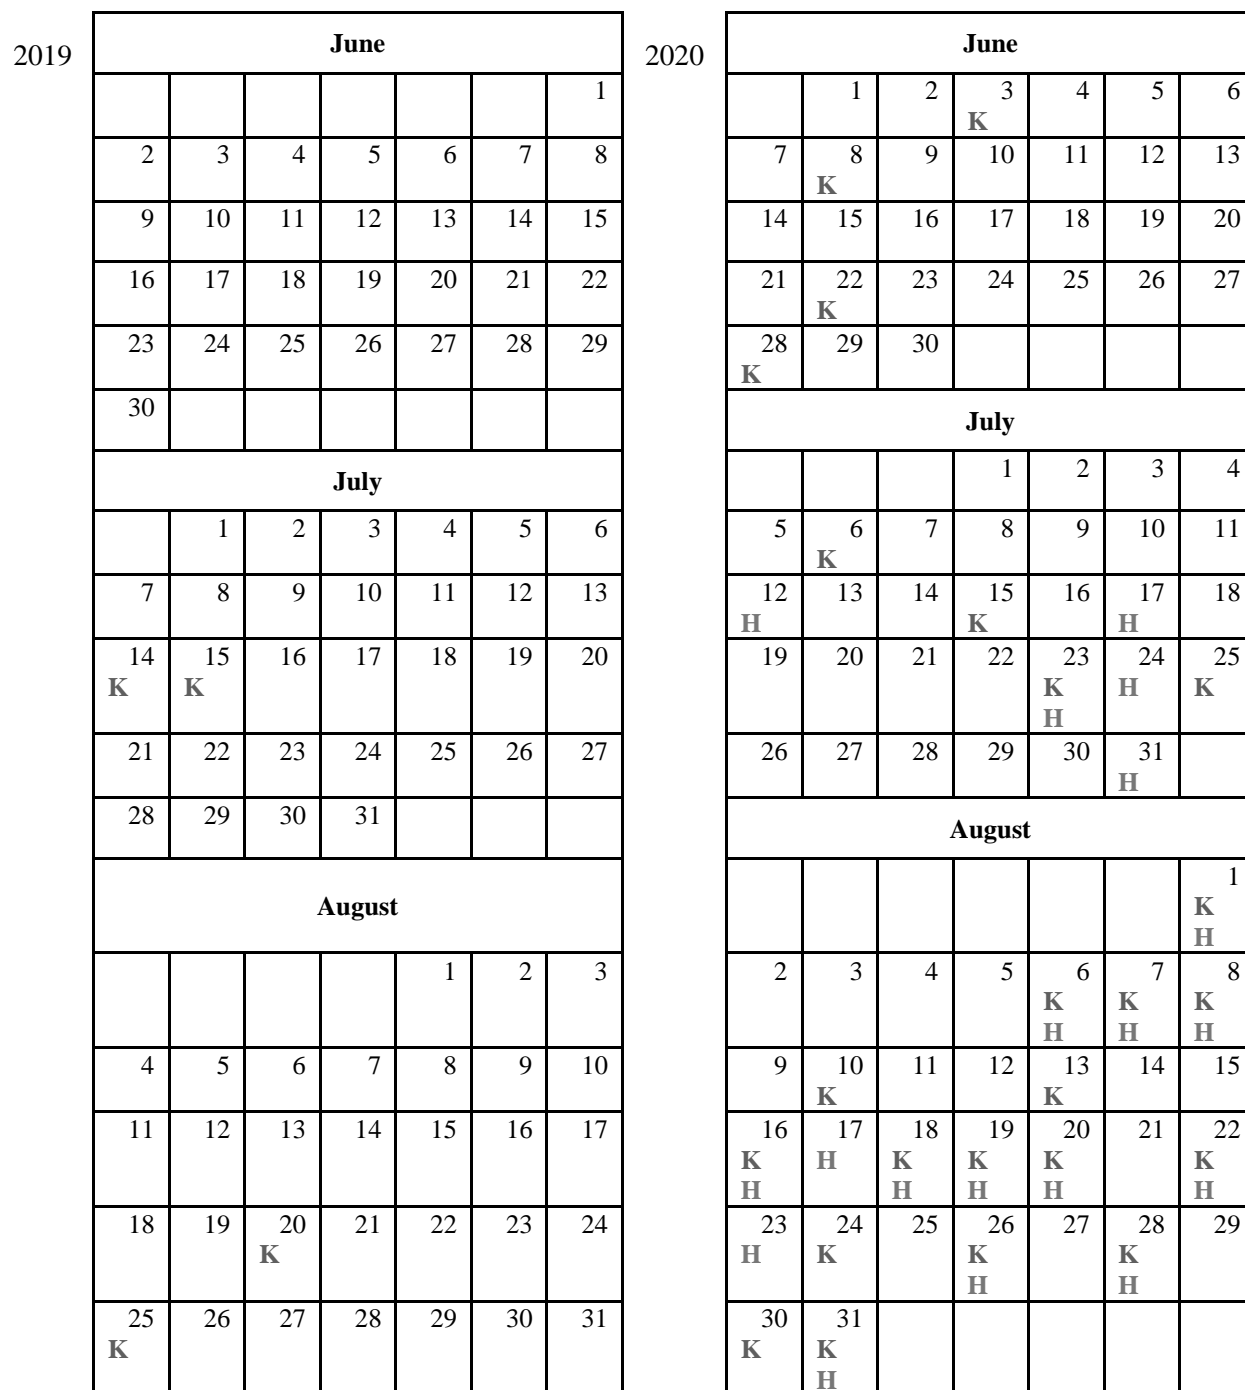 2019
June
1
2 3 4 5 6 7 8
9 10 11 12 13 14 15
16 17 18 19 20 21 22
23 24 25 26 27 28 29
30
July
1 2 3 4 5 6
7 8 9 10 11 12 13
14 15 16 17 18 19 20
K K
21 22 23 24 25 26 27
28 29 30 31
August
1 2 3
4 5 6 7 8 9 10
11 12 13 14 15 16 17
18 19 20 21 22 23 24
K
25 26 27 28 29 30 31
K
2020
June
1 2 3 4 5 6
K
7 8 9 10 11 12 13
K
14 15 16 17 18 19 20
21 22 23 24 25 26 27
K
28 29 30
K
July
1 2 3 4
5 6 7 8 9 10 11
K
12 13 14 15 16 17 18
H K H
19 20 21 22 23 24 25
K H K
H
26 27 28 29 30 31
H
August
1
K
H
2 3 4 5 6 7 8
K K K
H H H
9 10 11 12 13 14 15
K K
16 17 18 19 20 21 22
K H K K K K
H H H H H
23 24 25 26 27 28 29
H K K K
H H
30 31
K K
H